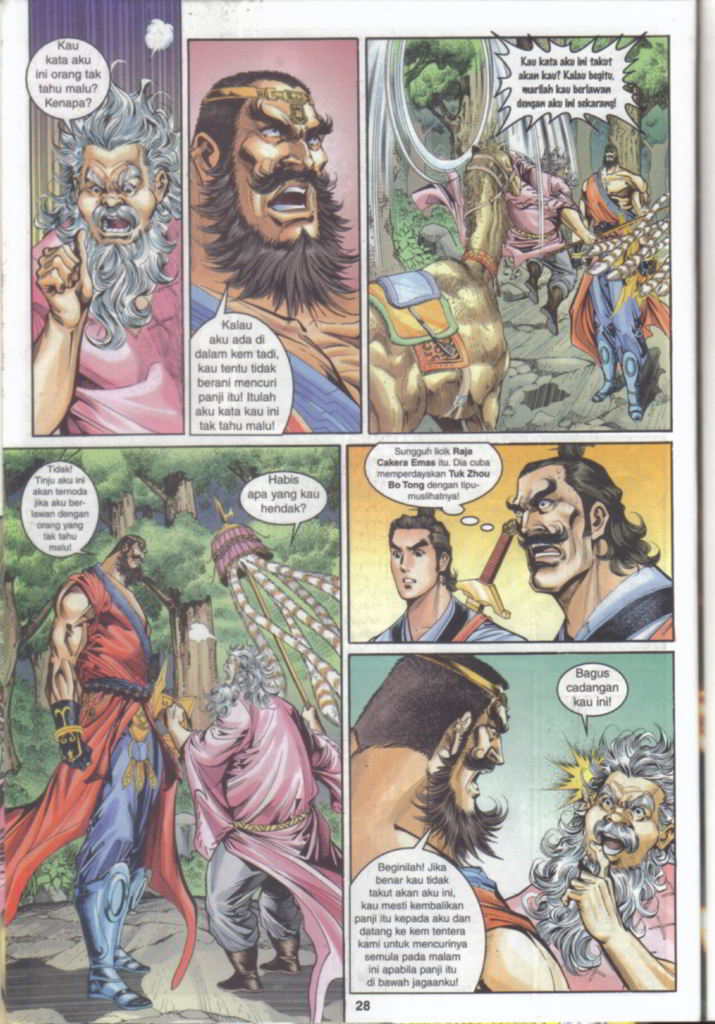 Kau
kata aku
ini orang tak
tahu malu?
Kenapa?
Kalau
aku ada di
dalam kem tadi,
kau tentu tidak
berani mencuri
panji itu! Itulah
aku kata kau ini
tak tahu malu!
Kau kata aku ini takut
akan kau? Kalau begitu,
marilah kau berlawan
dengan aku ini sekarang!
Tidak!
Tinju aku ini
akan ternoda
jika aku ber-
lawan dengan
orang yang
tak tahu
malu!
Habis
apa yang kau
hendak?
Sungguh licik Raja
Cakera Emas itu. Dia cuba
memperdayakan Tuk Zhou
Bo Tong dengan tipu-
muslihatnya!
Bagus
cadangan
kau ini!
Beginilah! Jika
benar kau tidak
takut akan aku ini,
kau mesti kembalikan
panji itu kepada aku dan
datang ke kem tentera
kami untuk mencurinya
semula pada malam
ini apabila panji itu
di bawah jagaanku!
28